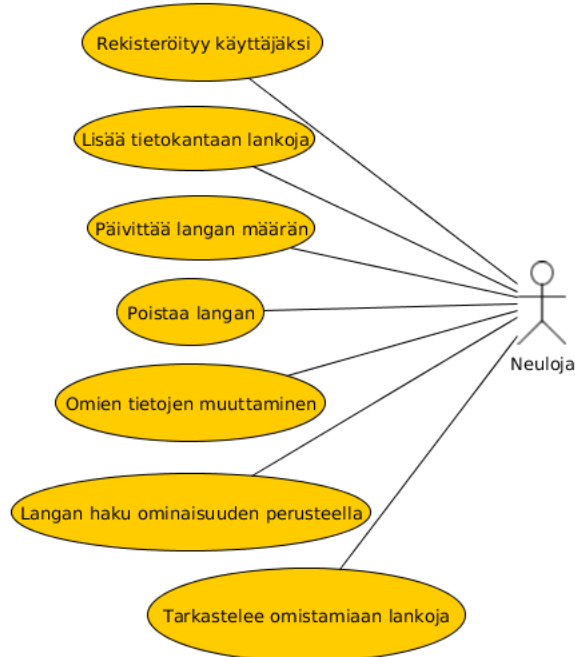 Rekisteröityy käyttäjäksi
Lisää tietokantaan lankoja
Päivittää langan määrän
Poistaa langan
Neuloja
Omien tietojen muuttaminen
Langan haku ominaisuuden perusteella
Tarkastelee omistamiaan lankoja